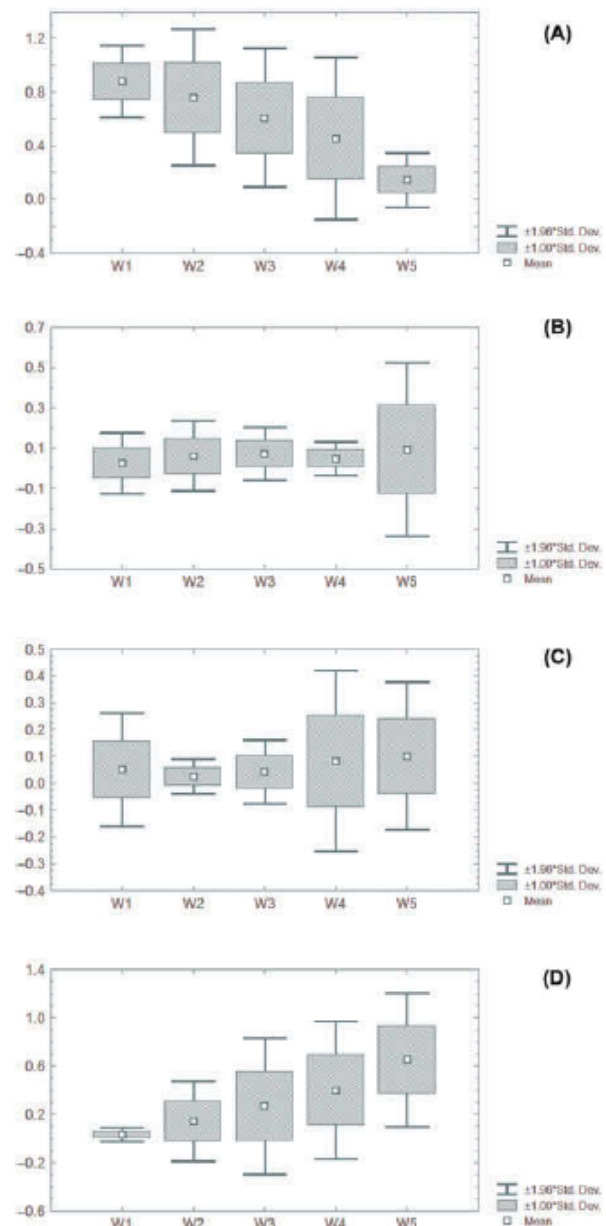 (A)
1.2
0.8
0.4
0.0
–0.4
W1 W2 W3 W4 W5
±1.96*Std. Dev.
±1.00*Std. Dev.
Mean
(B)
0.7
0.5
0.3
0.1
–0.1
–0.3
–0.5
W1 W2 W3 W4 W5
±1.96*Std. Dev.
±1.00*Std. Dev.
Mean
(C)
0.5
0.4
0.3
0.2
0.1
0.0
–0.1
–0.2
–0.3
–0.4
W1 W2 W3 W4 W5
±1.96*Std. Dev.
±1.00*Std. Dev.
Mean
(D)
1.4
1.0
0.6
0.2
–0.2
–0.6
W1 W2 W3 W4 W5
±1.96*Std. Dev.
±1.00*Std. Dev.
Mean